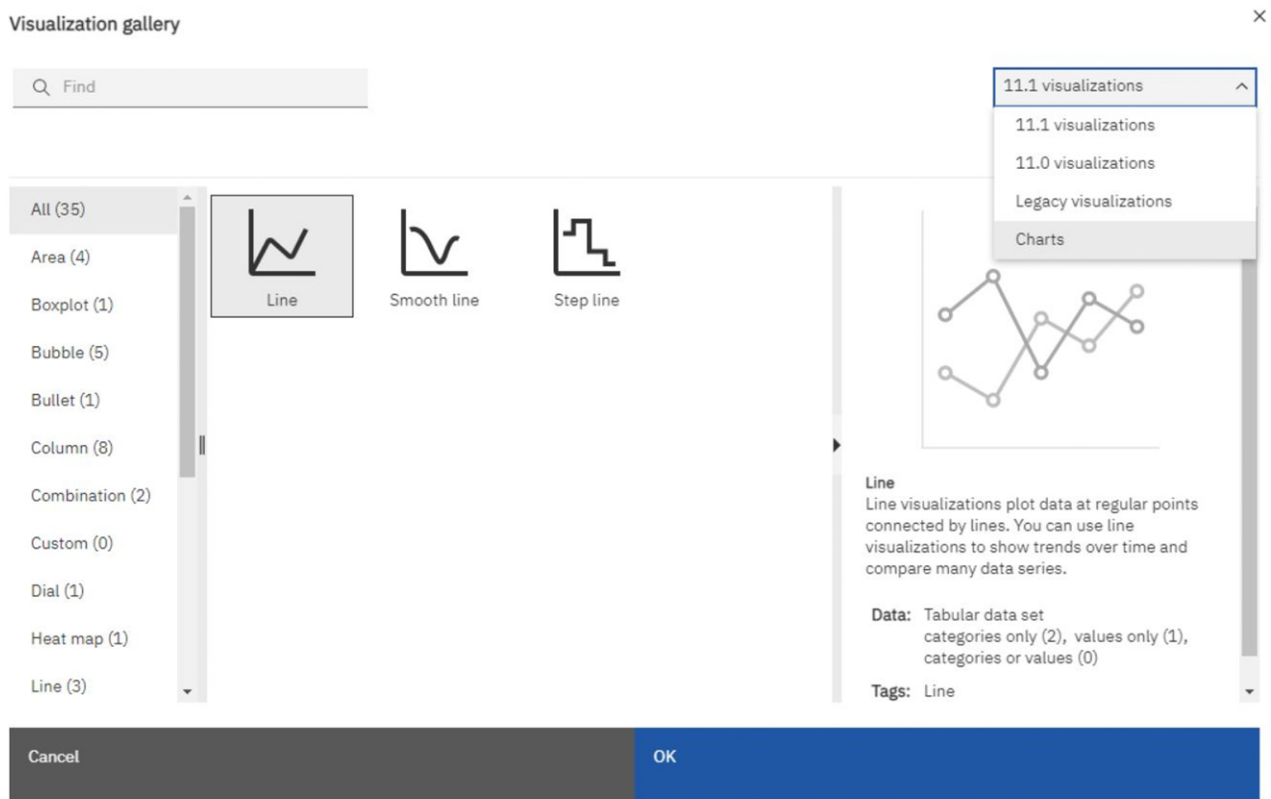 Visualization gallery
Find
11.1 visualizations
11.1 visualizations
11.0 visualizations
Legacy visualizations
Charts
All (35)
Area (4)
Boxplot (1)
Bubble (5)
Bullet (1)
Column (8)
Combination (2)
Custom (0)
Dial (1)
Heat map (1)
Line (3)
Line
Smooth line
Step line
Line
Line visualizations plot data at regular points
connected by lines. You can use line
visualizations to show trends over time and
compare many data series.
Data: Tabular data set
categories only (2), values only (1),
categories or values (0)
Tags: Line
Cancel
OK